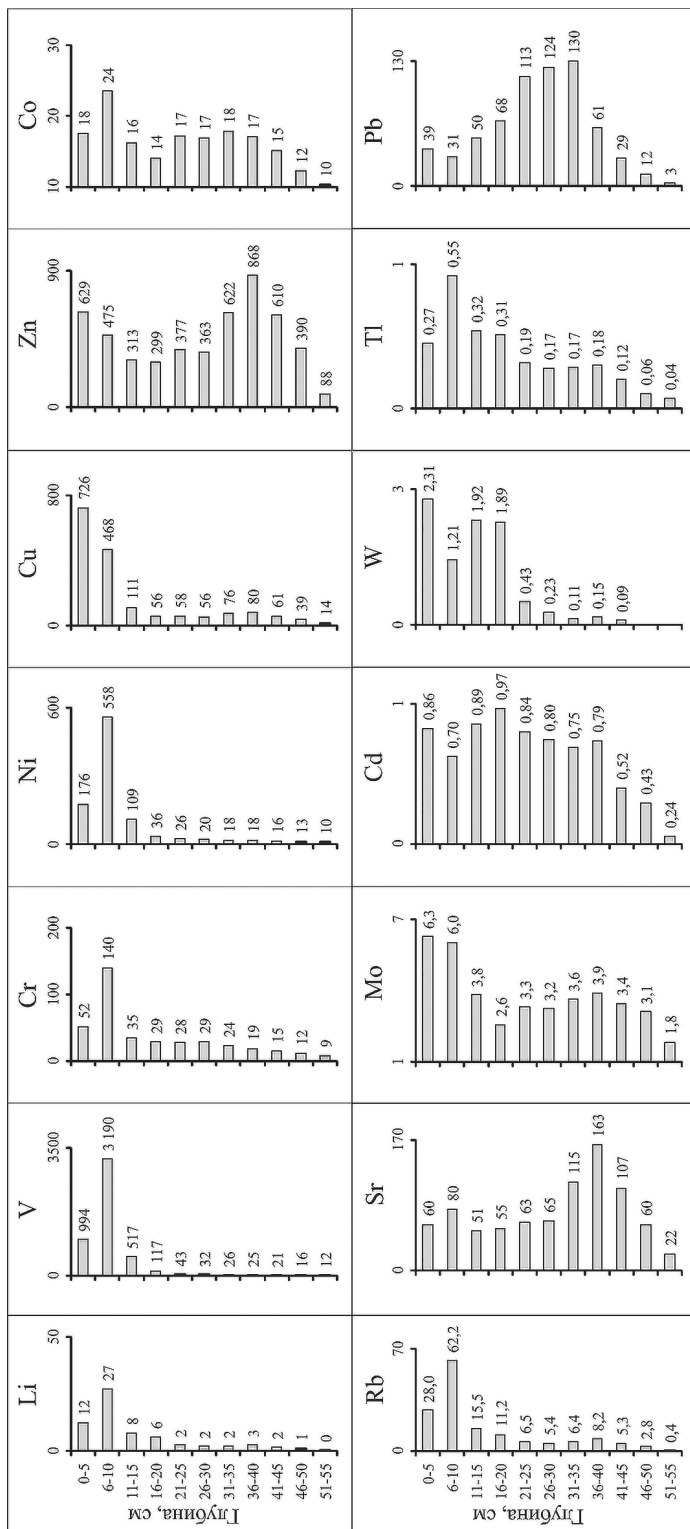 Li V Cr Ni Cu Zn Co
0 50 0 3500 0 100 200 0 600 0 800 0 900 10 20 30
0-5 12 994 52 176 726 629 18
6-10 27 3190 140 558 468 475 24
11-15 8 517 35 109 111 313 16
16-20 6 117 29 36 56 299 14
21-25 2 43 28 26 58 377 17
26-30 2 32 29 20 56 363 17
31-35 2 26 24 18 76 622 18
36-40 3 25 19 18 80 868 17
41-45 2 21 15 16 61 610 15
46-50 1 16 12 13 39 390 12
51-55 0 12 9 10 14 88 10
Глубина, см
Rb Sr Mo Cd W Tl Pb
0 70 0 170 1 7 0 1 0 3 0 1 0 130
0-5 28,0 60 6,3 0,86 2,31 0,27 39
6-10 62,2 80 6,0 0,70 1,21 0,55 31
11-15 15,5 51 3,8 0,89 1,92 0,32 50
16-20 11,2 55 2,6 0,97 1,89 0,31 68
21-25 6,5 63 3,3 0,84 0,43 0,19 113
26-30 5,4 65 3,2 0,80 0,23 0,17 124
31-35 6,4 115 3,6 0,75 0,11 0,17 130
36-40 8,2 163 3,9 0,79 0,15 0,18 61
41-45 5,3 107 3,4 0,52 0,09 0,12 29
46-50 2,8 60 3,1 0,43 0,06 12
51-55 0,4 22 1,8 0,24 0,04 3
Глубина, см